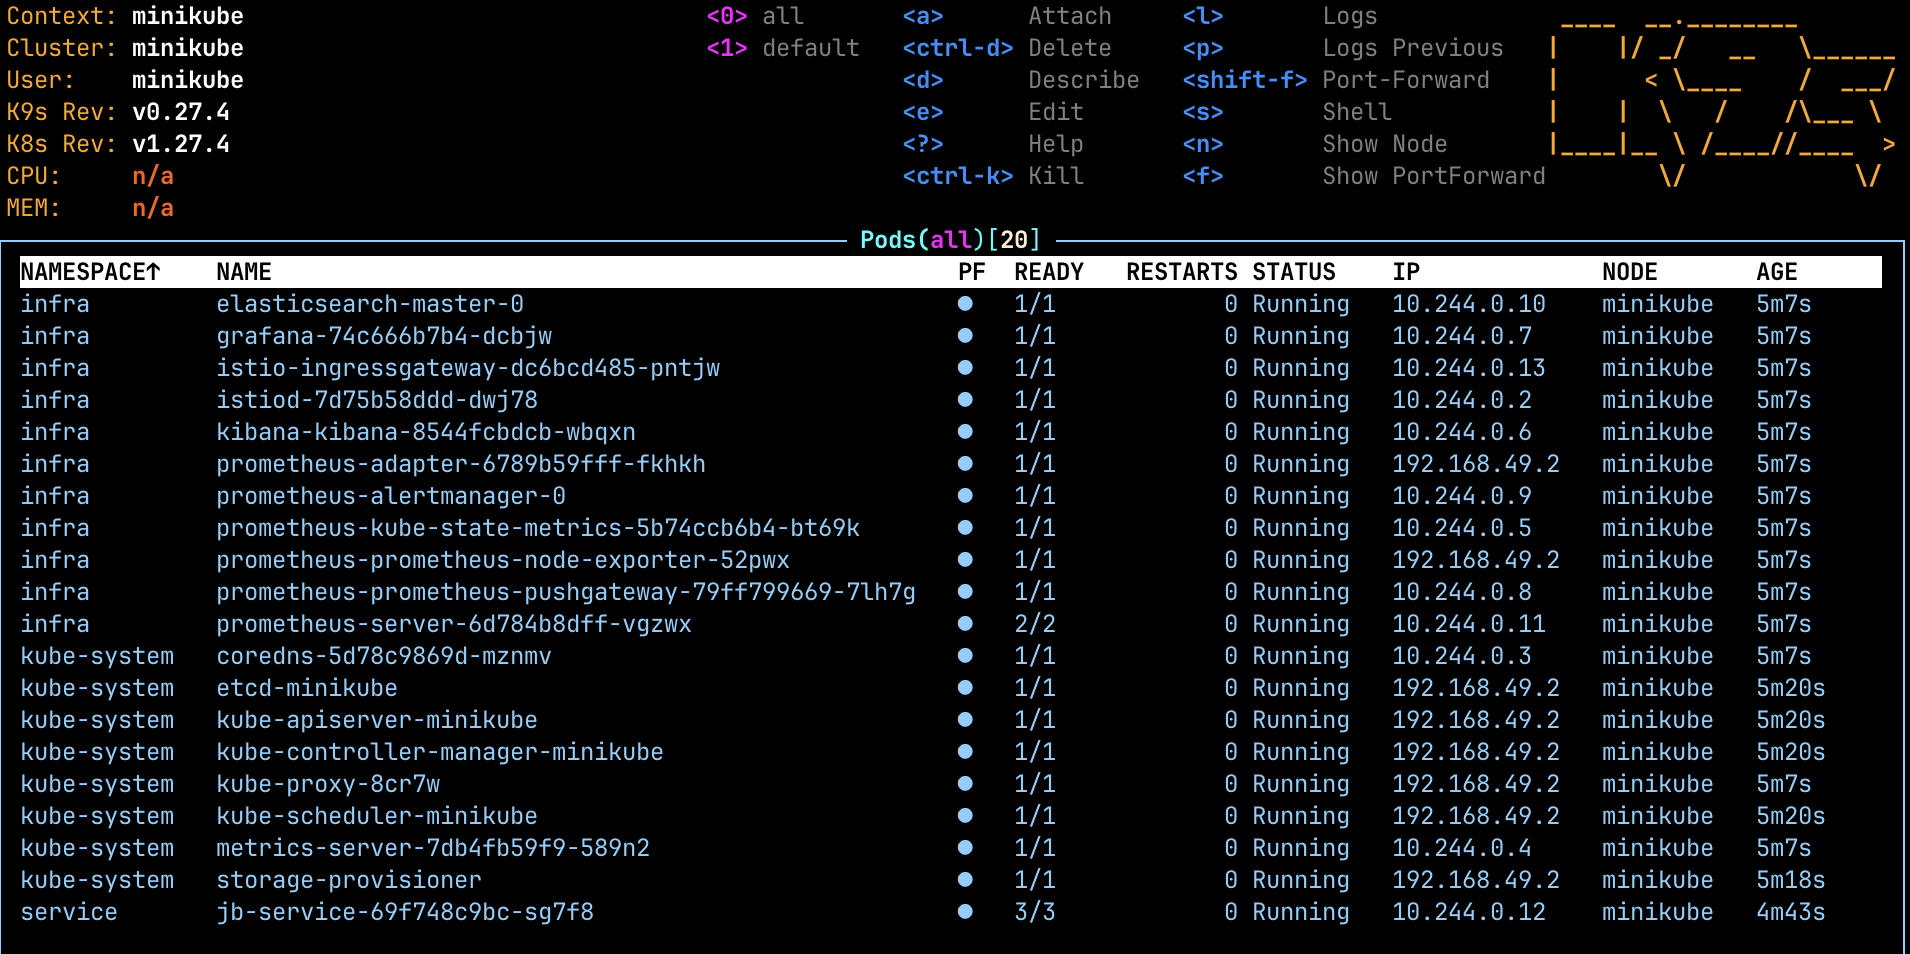 Context: minikube <0> all <a> Attach <l> Logs
Cluster: minikube <1> default <ctrl-d> Delete <p> Logs Previous
User: minikube <d> Describe <shift-f> Port-Forward
K9s Rev: v0.27.4 <e> Edit <s> Shell
K8s Rev: v1.27.4 <?> Help <n> Show Node
CPU: n/a <ctrl-k> Kill <f> Show PortForward
MEM: n/a
Pods(all)[20]
NAMESPACE↑ NAME PF READY RESTARTS STATUS IP NODE AGE
infra elasticsearch-master-0 ● 1/1 0 Running 10.244.0.10 minikube 5m7s
infra grafana-74c666b7b4-dcbjw ● 1/1 0 Running 10.244.0.7 minikube 5m7s
infra istio-ingressgateway-dc6bcd485-pntjw ● 1/1 0 Running 10.244.0.13 minikube 5m7s
infra istiod-7d75b58ddd-dwj78 ● 1/1 0 Running 10.244.0.2 minikube 5m7s
infra kibana-kibana-8544fcbdcb-wbqxn ● 1/1 0 Running 10.244.0.6 minikube 5m7s
infra prometheus-adapter-6789b59fff-fkhkh ● 1/1 0 Running 192.168.49.2 minikube 5m7s
infra prometheus-alertmanager-0 ● 1/1 0 Running 10.244.0.9 minikube 5m7s
infra prometheus-kube-state-metrics-5b74ccb6b4-bt69k ● 1/1 0 Running 10.244.0.5 minikube 5m7s
infra prometheus-prometheus-node-exporter-52pwx ● 1/1 0 Running 192.168.49.2 minikube 5m7s
infra prometheus-prometheus-pushgateway-79ff799669-7lh7g ● 1/1 0 Running 10.244.0.8 minikube 5m7s
infra prometheus-server-6d784b8dff-vgzwx ● 2/2 0 Running 10.244.0.11 minikube 5m7s
kube-system coredns-5d78c9869d-mznmv ● 1/1 0 Running 10.244.0.3 minikube 5m7s
kube-system etcd-minikube ● 1/1 0 Running 192.168.49.2 minikube 5m20s
kube-system kube-apiserver-minikube ● 1/1 0 Running 192.168.49.2 minikube 5m20s
kube-system kube-controller-manager-minikube ● 1/1 0 Running 192.168.49.2 minikube 5m20s
kube-system kube-proxy-8cr7w ● 1/1 0 Running 192.168.49.2 minikube 5m7s
kube-system kube-scheduler-minikube ● 1/1 0 Running 192.168.49.2 minikube 5m20s
kube-system metrics-server-7db4fb59f9-589n2 ● 1/1 0 Running 10.244.0.4 minikube 5m7s
kube-system storage-provisioner ● 1/1 0 Running 192.168.49.2 minikube 5m18s
service jb-service-69f748c9bc-sg7f8 ● 3/3 0 Running 10.244.0.12 minikube 4m43s